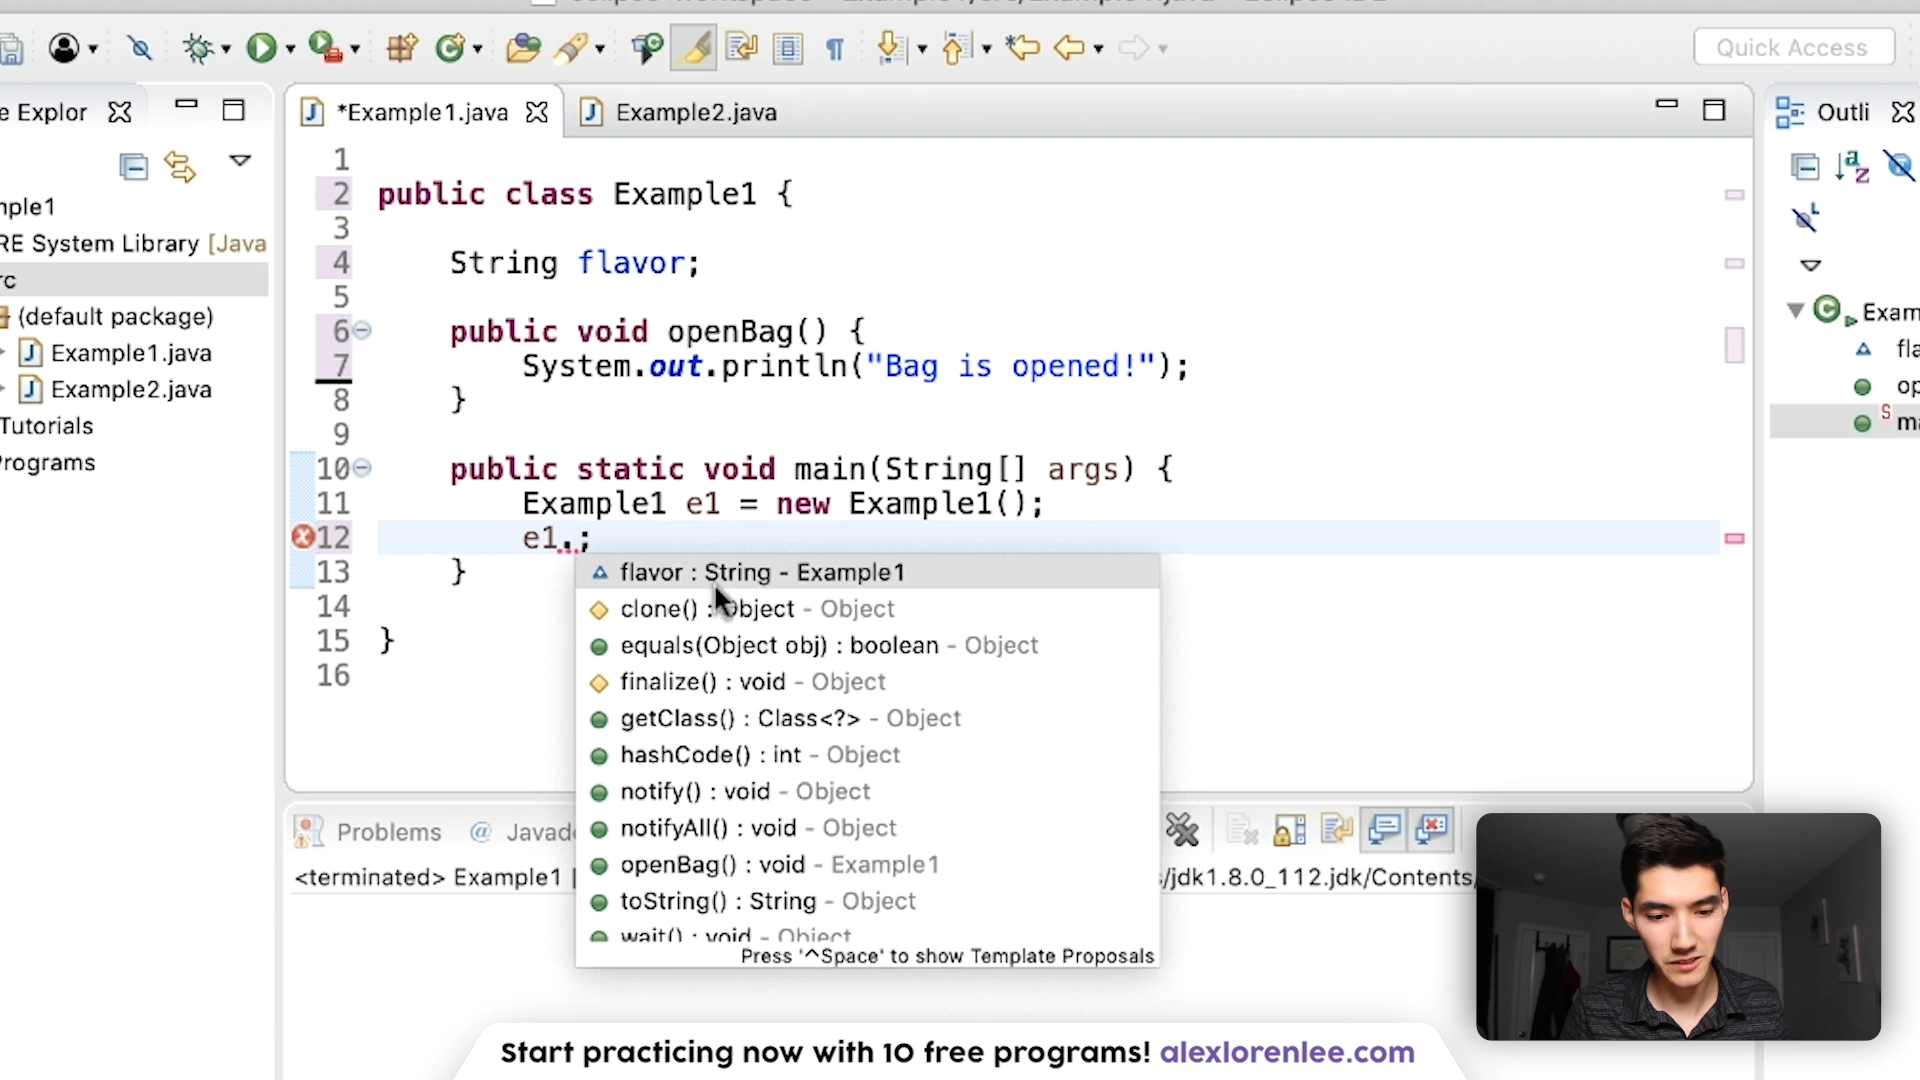 Quick Access
e Explor
*Example1.java
Example2.java
Outli
mple1
RE System Library [Java
rc
(default package)
Example1.java
Example2.java
Tutorials
Programs
1
2 public class Example1 {
3
4 String flavor;
5
6 public void openBag() {
7 System.out.println("Bag is opened!");
8 }
9
10 public static void main(String[] args) {
11 Example1 e1 = new Example1();
12 e1.;
13 }
14
15 }
16
flavor : String - Example1
clone() : Object - Object
equals(Object obj) : boolean - Object
finalize() : void - Object
getClass() : Class<?> - Object
hashCode() : int - Object
notify() : void - Object
notifyAll() : void - Object
openBag() : void - Example1
toString() : String - Object
wait() : void - Object
Press '^Space' to show Template Proposals
Exam
fla
op
S ma
Problems
@ Javado
<terminated> Example1 [
/jdk1.8.0_112.jdk/Contents/
Start practicing now with 10 free programs! alexlorenlee.com